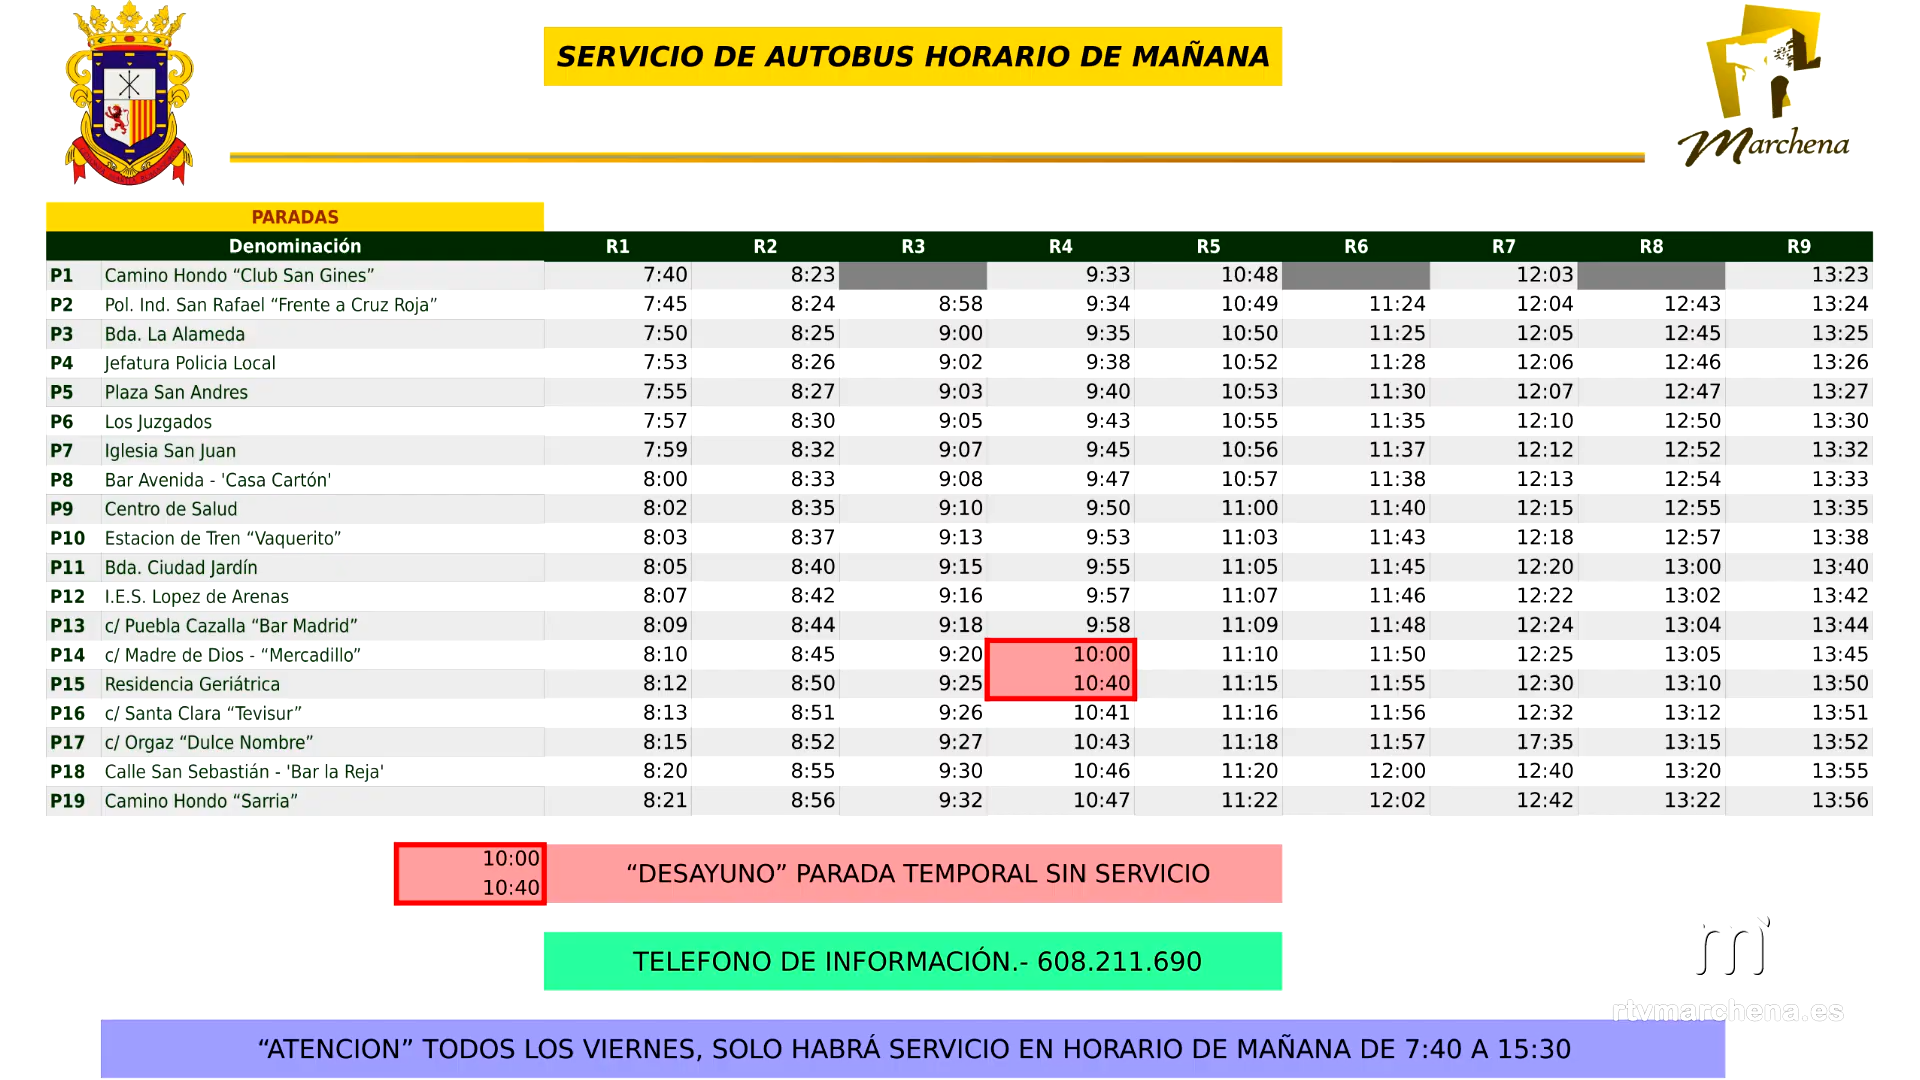 SERVICIO DE AUTOBUS HORARIO DE MAÑANA
Marchena
PARADAS
Denominación R1 R2 R3 R4 R5 R6 R7 R8 R9
P1 Camino Hondo “Club San Gines” 7:40 8:23 9:33 10:48 12:03 13:23
P2 Pol. Ind. San Rafael “Frente a Cruz Roja” 7:45 8:24 8:58 9:34 10:49 11:24 12:04 12:43 13:24
P3 Bda. La Alameda 7:50 8:25 9:00 9:35 10:50 11:25 12:05 12:45 13:25
P4 Jefatura Policia Local 7:53 8:26 9:02 9:38 10:52 11:28 12:06 12:46 13:26
P5 Plaza San Andres 7:55 8:27 9:03 9:40 10:53 11:30 12:07 12:47 13:27
P6 Los Juzgados 7:57 8:30 9:05 9:43 10:55 11:35 12:10 12:50 13:30
P7 Iglesia San Juan 7:59 8:32 9:07 9:45 10:56 11:37 12:12 12:52 13:32
P8 Bar Avenida - 'Casa Cartón' 8:00 8:33 9:08 9:47 10:57 11:38 12:13 12:54 13:33
P9 Centro de Salud 8:02 8:35 9:10 9:50 11:00 11:40 12:15 12:55 13:35
P10 Estacion de Tren “Vaquerito” 8:03 8:37 9:13 9:53 11:03 11:43 12:18 12:57 13:38
P11 Bda. Ciudad Jardín 8:05 8:40 9:15 9:55 11:05 11:45 12:20 13:00 13:40
P12 I.E.S. Lopez de Arenas 8:07 8:42 9:16 9:57 11:07 11:46 12:22 13:02 13:42
P13 c/ Puebla Cazalla “Bar Madrid” 8:09 8:44 9:18 9:58 11:09 11:48 12:24 13:04 13:44
P14 c/ Madre de Dios - “Mercadillo” 8:10 8:45 9:20 10:00 11:10 11:50 12:25 13:05 13:45
P15 Residencia Geriátrica 8:12 8:50 9:25 10:40 11:15 11:55 12:30 13:10 13:50
P16 c/ Santa Clara “Tevisur” 8:13 8:51 9:26 10:41 11:16 11:56 12:32 13:12 13:51
P17 c/ Orgaz “Dulce Nombre” 8:15 8:52 9:27 10:43 11:18 11:57 17:35 13:15 13:52
P18 Calle San Sebastián - 'Bar la Reja' 8:20 8:55 9:30 10:46 11:20 12:00 12:40 13:20 13:55
P19 Camino Hondo “Sarria” 8:21 8:56 9:32 10:47 11:22 12:02 12:42 13:22 13:56
10:00
10:40
“DESAYUNO” PARADA TEMPORAL SIN SERVICIO
TELEFONO DE INFORMACIÓN.- 608.211.690
rtvmarchena.es
“ATENCION” TODOS LOS VIERNES, SOLO HABRÁ SERVICIO EN HORARIO DE MAÑANA DE 7:40 A 15:30